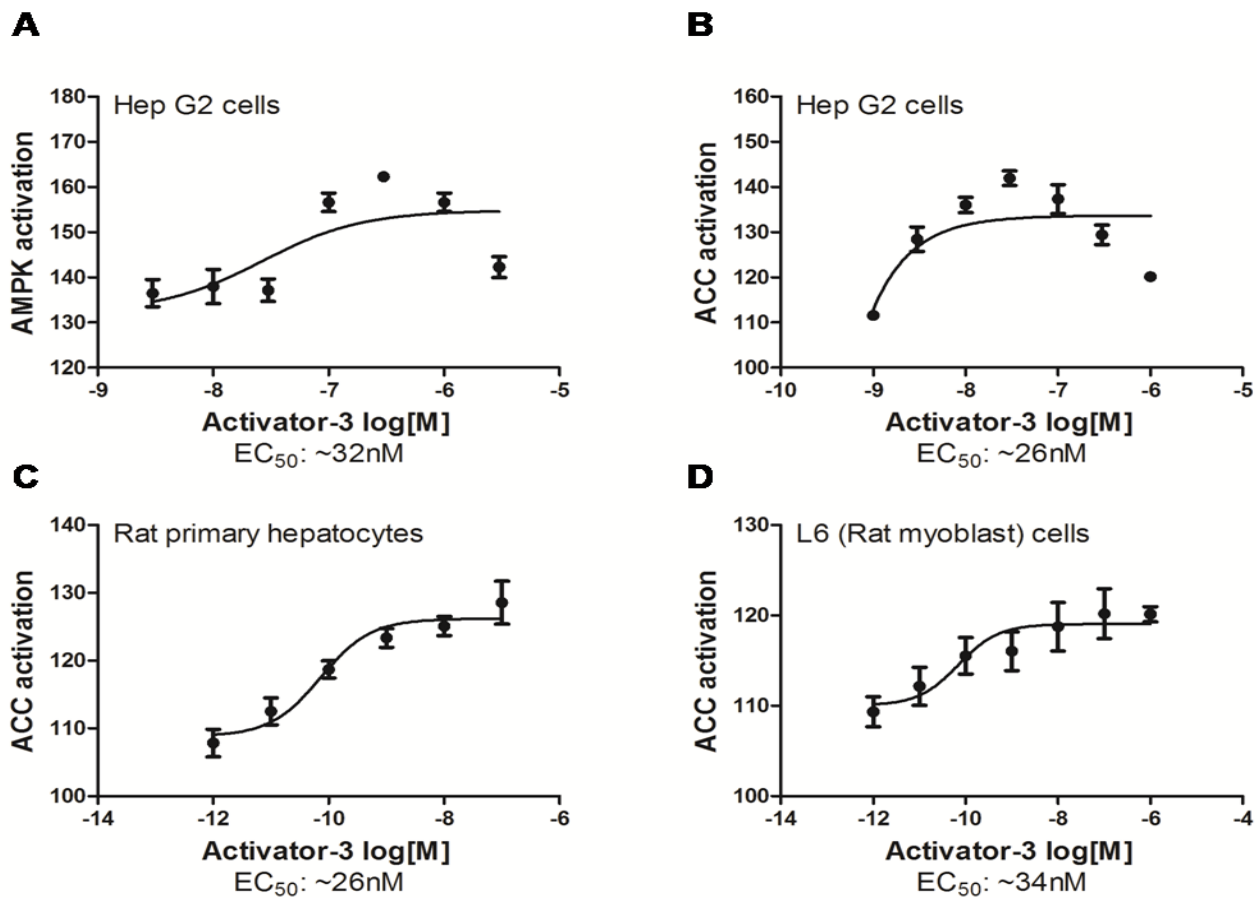 A
Hep G2 cells
AMPK activation
180
170
160
150
140
130
120
-9 -8 -7 -6 -5
Activator-3 log[M]
EC₅₀: ~32nM
B
Hep G2 cells
ACC activation
160
150
140
130
120
110
100
-10 -9 -8 -7 -6 -5
Activator-3 log[M]
EC₅₀: ~26nM
C
Rat primary hepatocytes
ACC activation
140
130
120
110
100
-14 -12 -10 -8 -6
Activator-3 log[M]
EC₅₀: ~26nM
D
L6 (Rat myoblast) cells
ACC activation
130
120
110
100
-14 -12 -10 -8 -6 -4
Activator-3 log[M]
EC₅₀: ~34nM